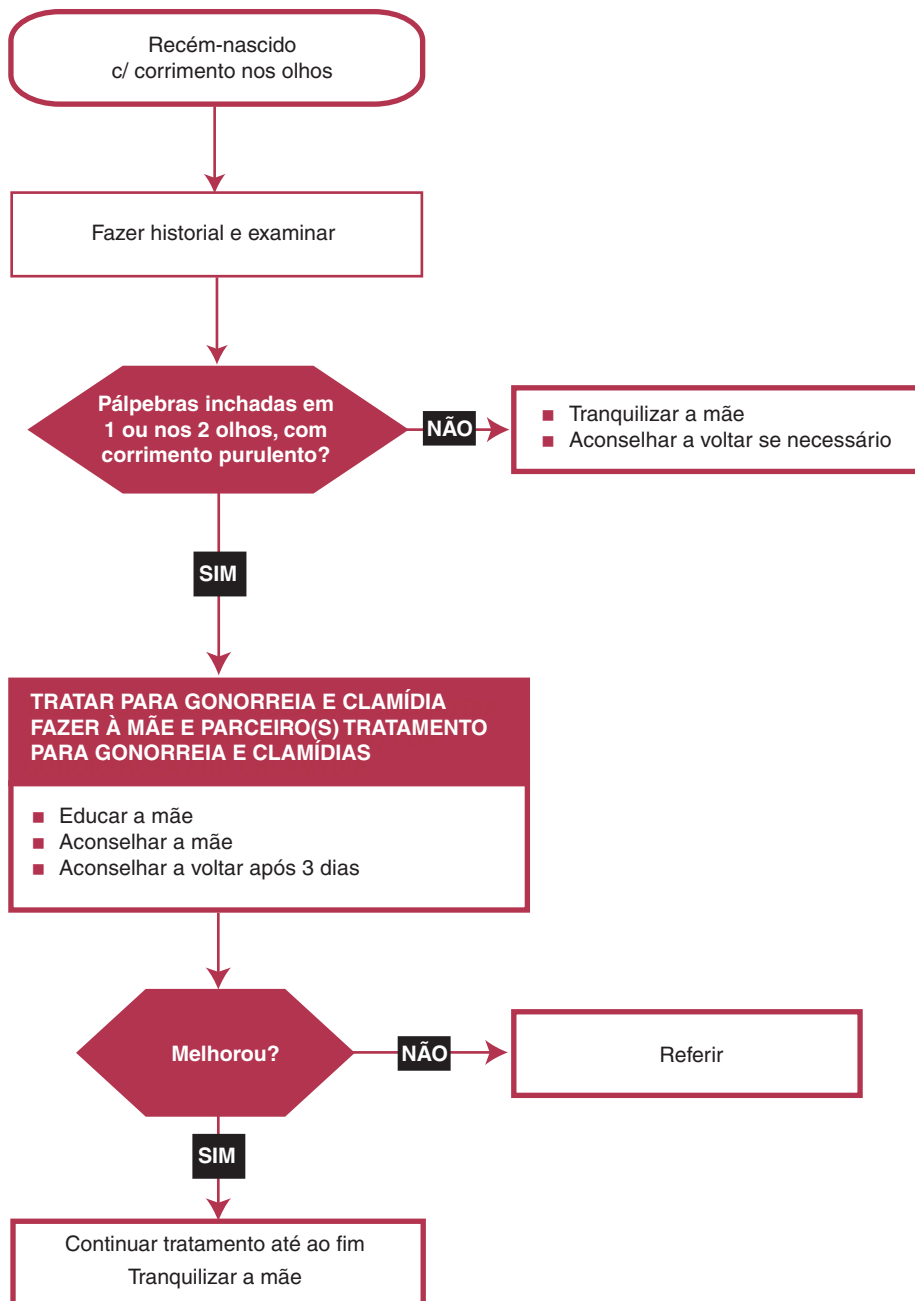 Recém-nascido
c/ corrimento nos olhos
Fazer historial e examinar
Pálpebras inchadas em
1 ou nos 2 olhos, com
corrimento purulento?
NÃO
■ Tranquilizar a mãe
■ Aconselhar a voltar se necessário
SIM
TRATAR PARA GONORREIA E CLAMÍDIA
FAZER À MÃE E PARCEIRO(S) TRATAMENTO
PARA GONORREIA E CLAMÍDIAS
■ Educar a mãe
■ Aconselhar a mãe
■ Aconselhar a voltar após 3 dias
Melhorou?
NÃO
Referir
SIM
Continuar tratamento até ao fim
Tranquilizar a mãe